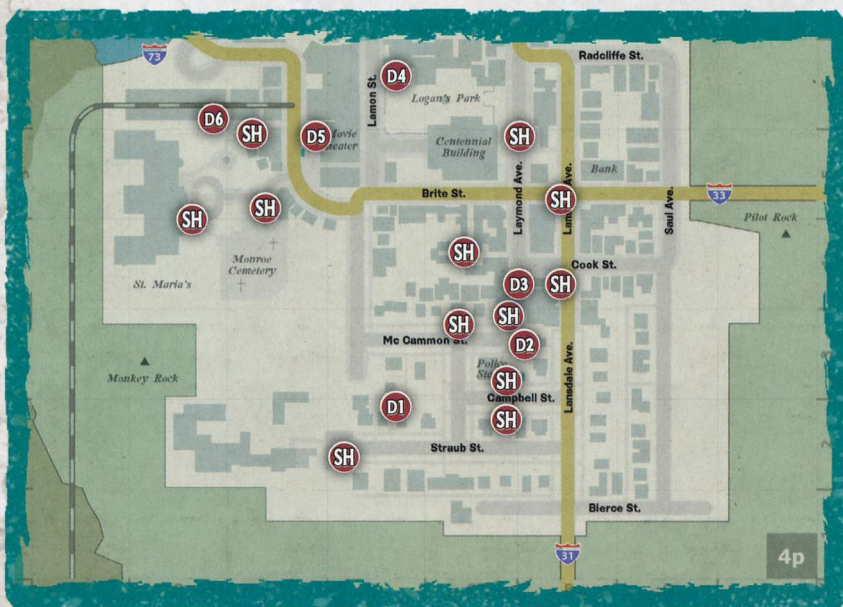 73
Radcliffe St.
D4
Lamon St.
Logan's Park
D6
SH
D5
Movie
Theater
SH
Centennial
Building
Laymond Ave.
Bank
Brite St.
SH
33
Saul Ave.
SH
SH
Pilot Rock
SH
Monroe
Cemetery
Cook St.
St. Maria's
D3
SH
SH
SH
Mc Cammon St.
D2
Lansdale Ave.
Monkey Rock
SH
Campbell St.
D1
SH
Straub St.
SH
Bierce St.
31
4p